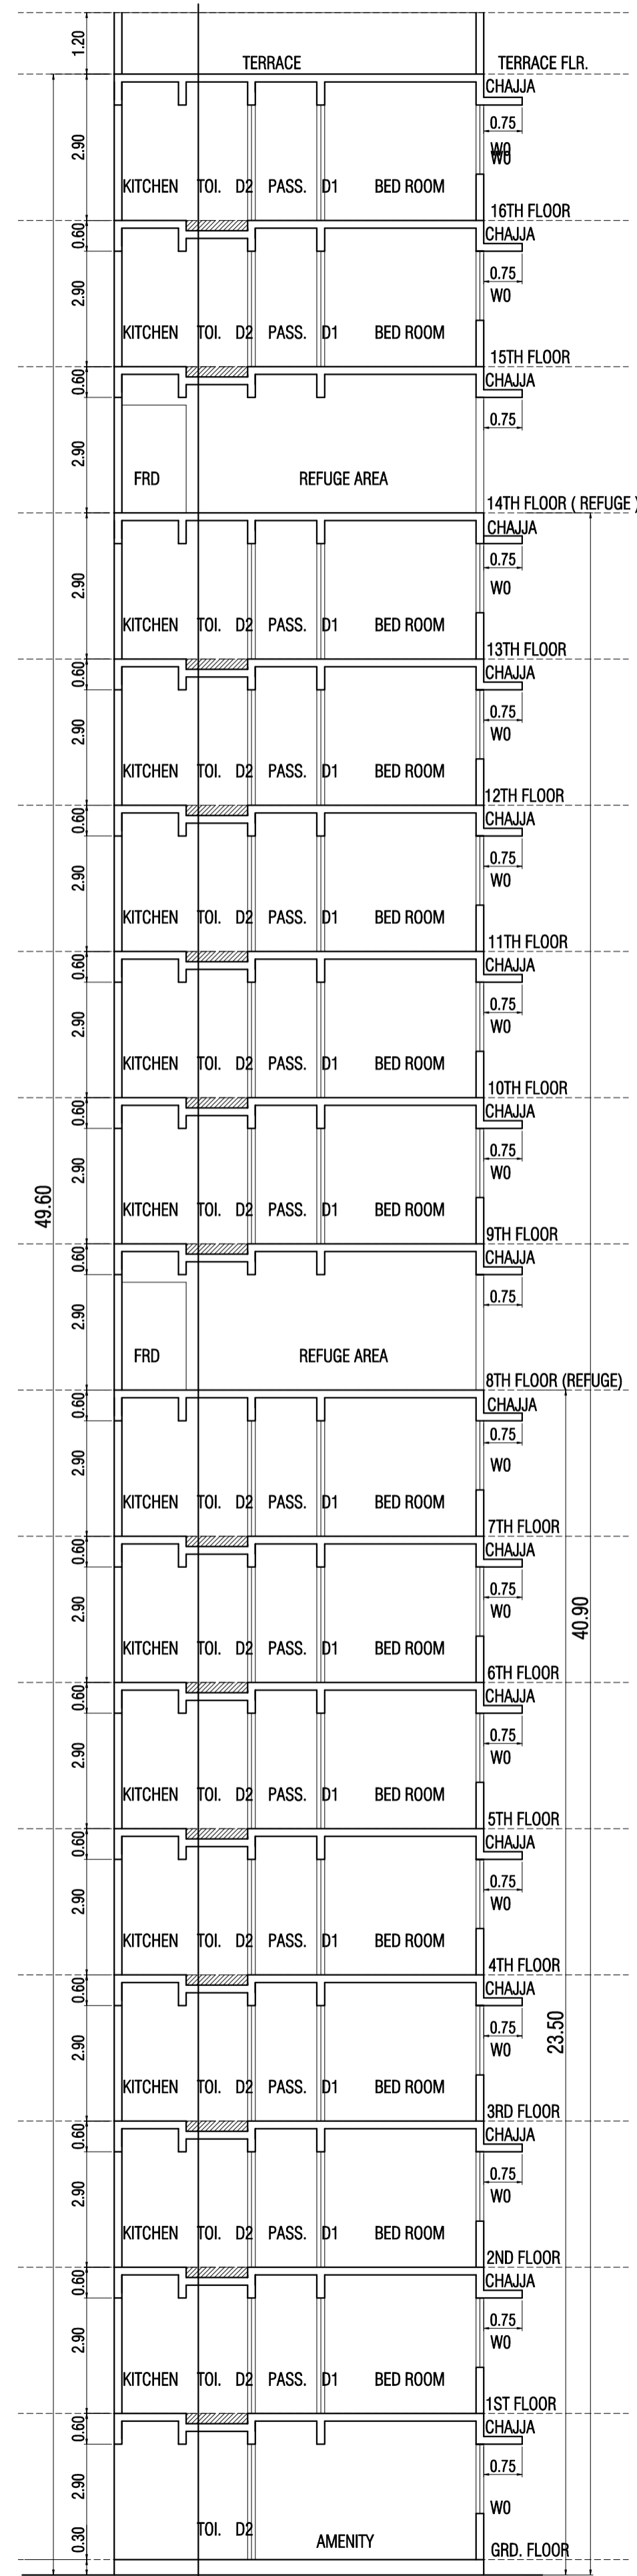 1.20
TERRACE
TERRACE FLR.
CHAJJA
0.75
W0
W0
2.90
KITCHEN TOI. D2 PASS. D1 BED ROOM
16TH FLOOR
0.60
CHAJJA
0.75
W0
2.90
KITCHEN TOI. D2 PASS. D1 BED ROOM
15TH FLOOR
0.60
CHAJJA
0.75
2.90
FRD REFUGE AREA
14TH FLOOR ( REFUGE )
CHAJJA
0.75
W0
2.90
KITCHEN TOI. D2 PASS. D1 BED ROOM
13TH FLOOR
0.60
CHAJJA
0.75
W0
2.90
KITCHEN TOI. D2 PASS. D1 BED ROOM
12TH FLOOR
0.60
CHAJJA
0.75
W0
2.90
KITCHEN TOI. D2 PASS. D1 BED ROOM
11TH FLOOR
0.60
CHAJJA
0.75
W0
2.90
KITCHEN TOI. D2 PASS. D1 BED ROOM
10TH FLOOR
0.60
CHAJJA
0.75
W0
2.90
49.60
KITCHEN TOI. D2 PASS. D1 BED ROOM
9TH FLOOR
0.60
CHAJJA
0.75
2.90
FRD REFUGE AREA
8TH FLOOR (REFUGE)
0.60
CHAJJA
0.75
W0
2.90
KITCHEN TOI. D2 PASS. D1 BED ROOM
7TH FLOOR
0.60
CHAJJA
0.75
W0
2.90
40.90
KITCHEN TOI. D2 PASS. D1 BED ROOM
6TH FLOOR
0.60
CHAJJA
0.75
W0
2.90
KITCHEN TOI. D2 PASS. D1 BED ROOM
5TH FLOOR
0.60
CHAJJA
0.75
W0
2.90
KITCHEN TOI. D2 PASS. D1 BED ROOM
4TH FLOOR
0.60
CHAJJA
0.75
23.50
W0
2.90
KITCHEN TOI. D2 PASS. D1 BED ROOM
3RD FLOOR
0.60
CHAJJA
0.75
W0
2.90
KITCHEN TOI. D2 PASS. D1 BED ROOM
2ND FLOOR
0.60
CHAJJA
0.75
W0
2.90
KITCHEN TOI. D2 PASS. D1 BED ROOM
1ST FLOOR
0.60
CHAJJA
0.75
W0
2.90
TOI. D2 AMENITY
0.30
GRD. FLOOR